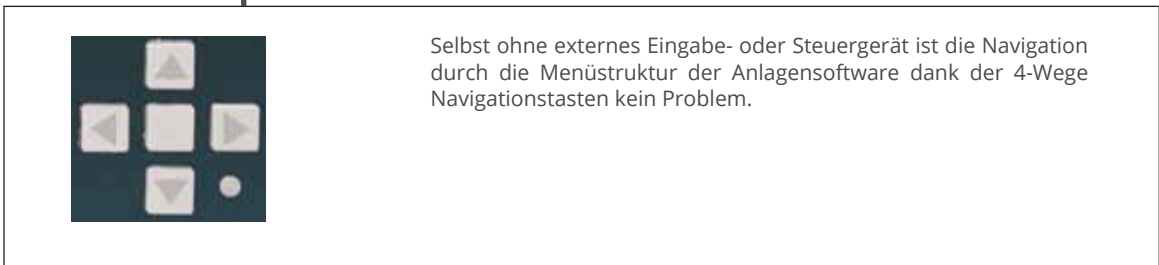 Selbst ohne externes Eingabe- oder Steuergerät ist die Navigation
durch die Menüstruktur der Anlagensoftware dank der 4-Wege
Navigationstasten kein Problem.